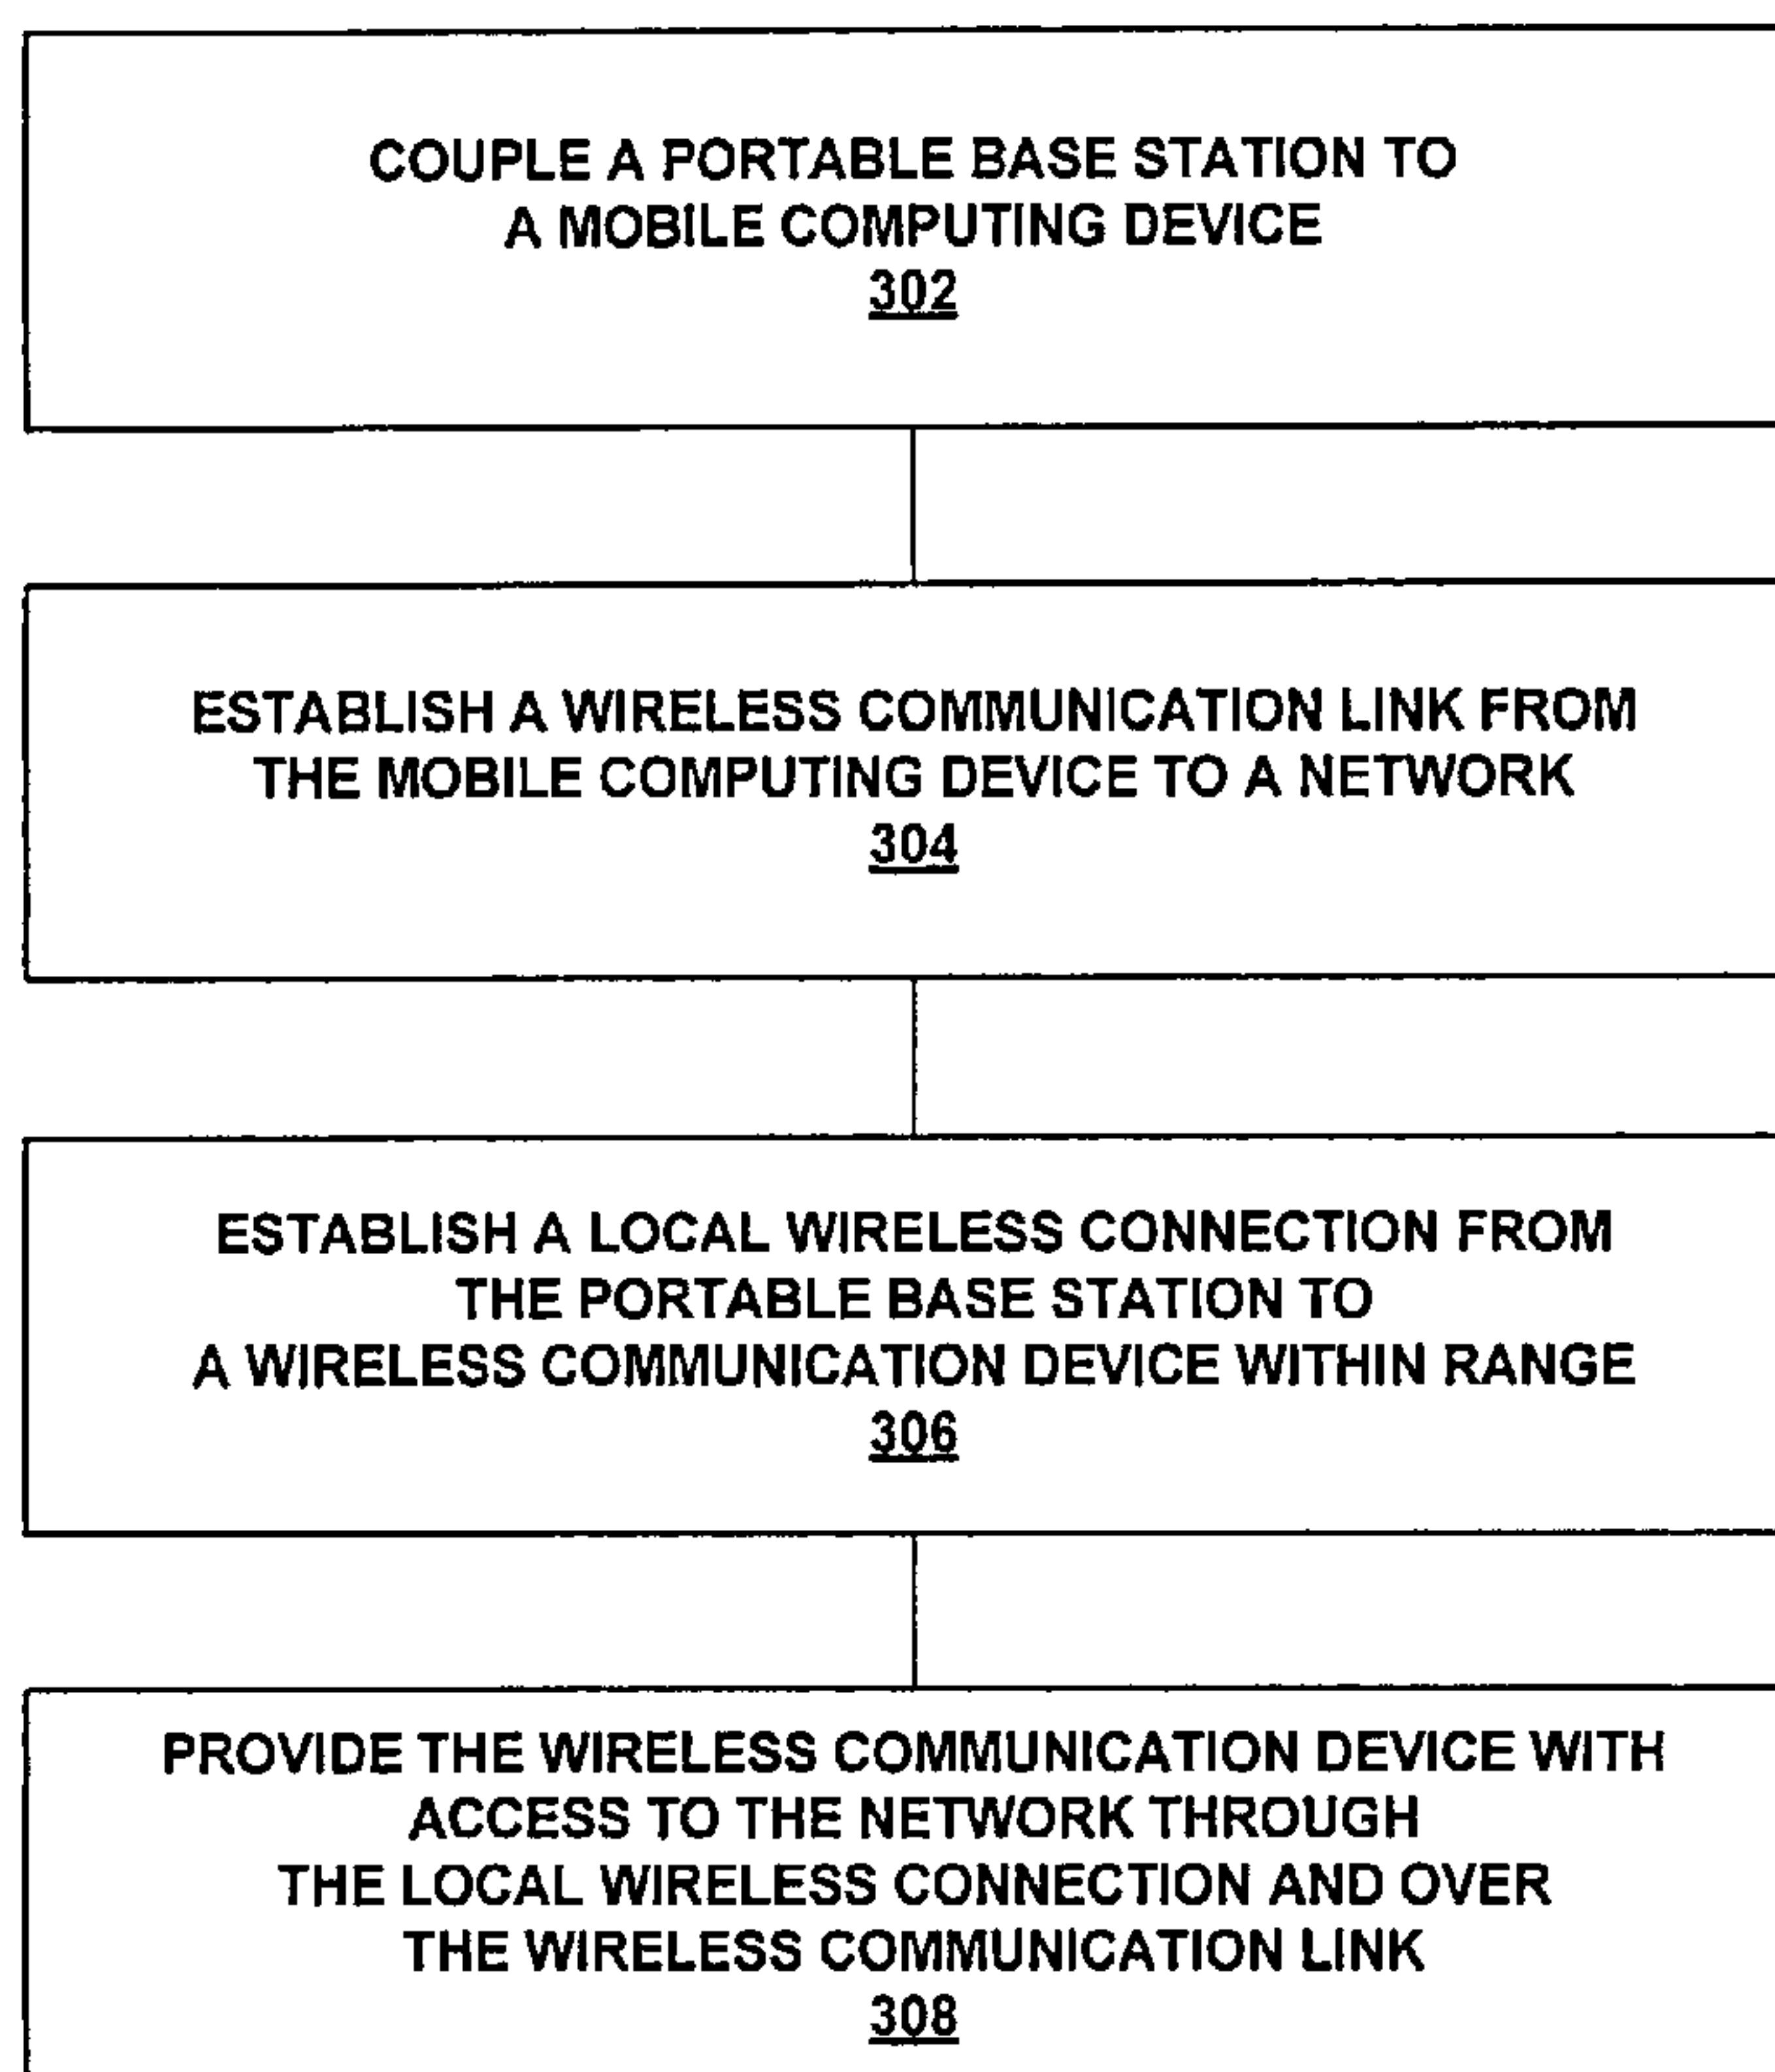 COUPLE A PORTABLE BASE STATION TO
A MOBILE COMPUTING DEVICE
302
ESTABLISH A WIRELESS COMMUNICATION LINK FROM
THE MOBILE COMPUTING DEVICE TO A NETWORK
304
ESTABLISH A LOCAL WIRELESS CONNECTION FROM
THE PORTABLE BASE STATION TO
A WIRELESS COMMUNICATION DEVICE WITHIN RANGE
306
PROVIDE THE WIRELESS COMMUNICATION DEVICE WITH
ACCESS TO THE NETWORK THROUGH
THE LOCAL WIRELESS CONNECTION AND OVER
THE WIRELESS COMMUNICATION LINK
308